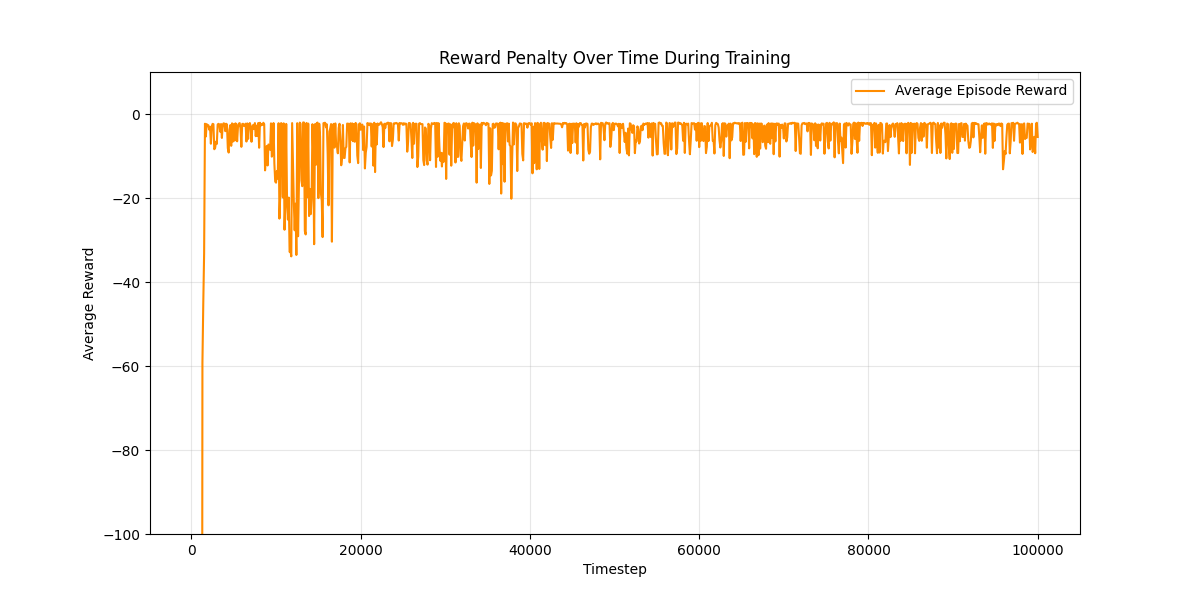 Reward Penalty Over Time During Training
Average Episode Reward
Average Reward
0
−20
−40
−60
−80
−100
0 20000 40000 60000 80000 100000
Timestep